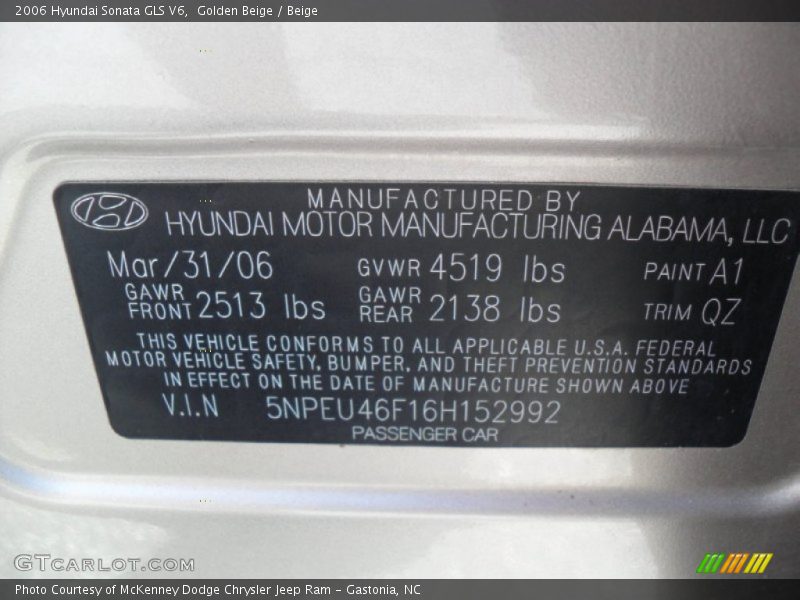 2006 Hyundai Sonata GLS V6,  Golden Beige / Beige
MANUFACTURED BY
HYUNDAI MOTOR MANUFACTURING ALABAMA, LLC
Mar/31/06 GVWR 4519 lbs PAINT A1
GAWR FRONT 2513 lbs GAWR REAR 2138 lbs TRIM QZ
THIS VEHICLE CONFORMS TO ALL APPLICABLE U.S.A. FEDERAL
MOTOR VEHICLE SAFETY, BUMPER, AND THEFT PREVENTION STANDARDS
IN EFFECT ON THE DATE OF MANUFACTURE SHOWN ABOVE
V.I.N 5NPEU46F16H152992
PASSENGER CAR
GTCARLOT.COM
Photo Courtesy of McKenney Dodge Chrysler Jeep Ram – Gastonia, NC